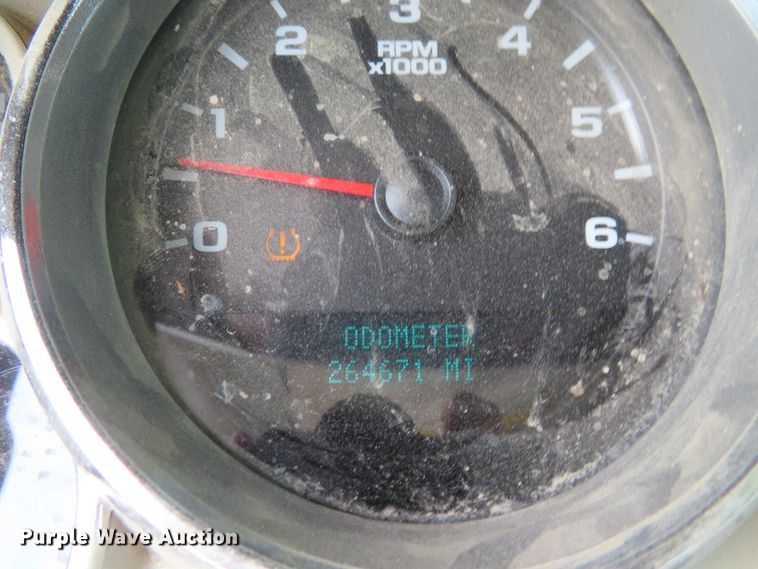 3
2
4
RPM
x1000
1
5
0
6
ODOMETER
264671 MI
Purple Wave Auction